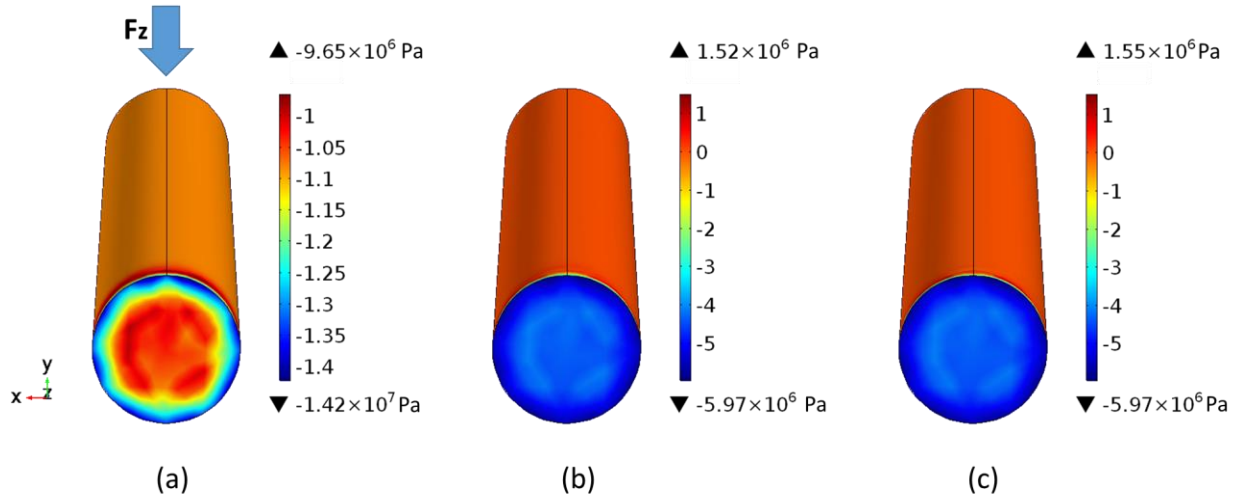 Fz
▲ -9.65×10⁶ Pa
-1
-1.05
-1.1
-1.15
-1.2
-1.25
-1.3
-1.35
-1.4
▼ -1.42×10⁷ Pa
▲ 1.52×10⁶ Pa
1
0
-1
-2
-3
-4
-5
▼ -5.97×10⁶ Pa
▲ 1.55×10⁶ Pa
1
0
-1
-2
-3
-4
-5
▼ -5.97×10⁶ Pa
y
x z
(a)
(b)
(c)